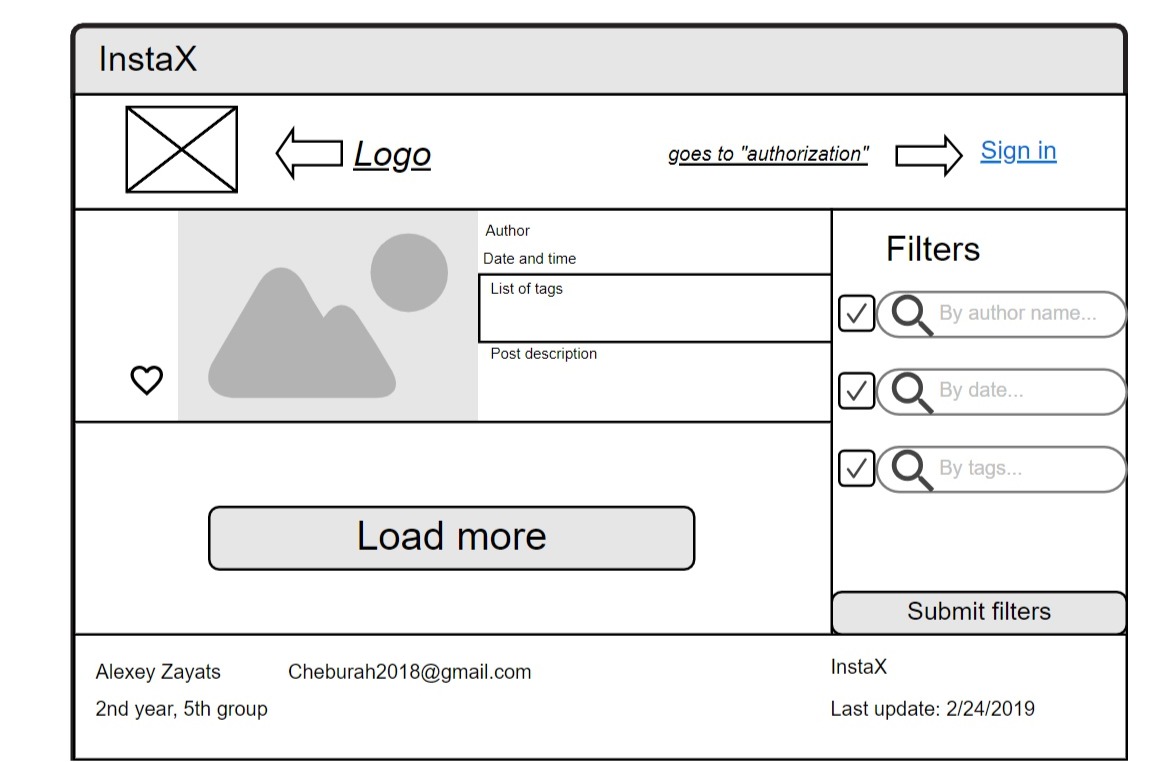 InstaX
Logo
goes to "authorization"
Sign in
Author
Date and time
List of tags
Post description
Filters
By author name...
By date...
By tags...
Load more
Submit filters
Alexey Zayats
Cheburah2018@gmail.com
2nd year, 5th group
InstaX
Last update: 2/24/2019